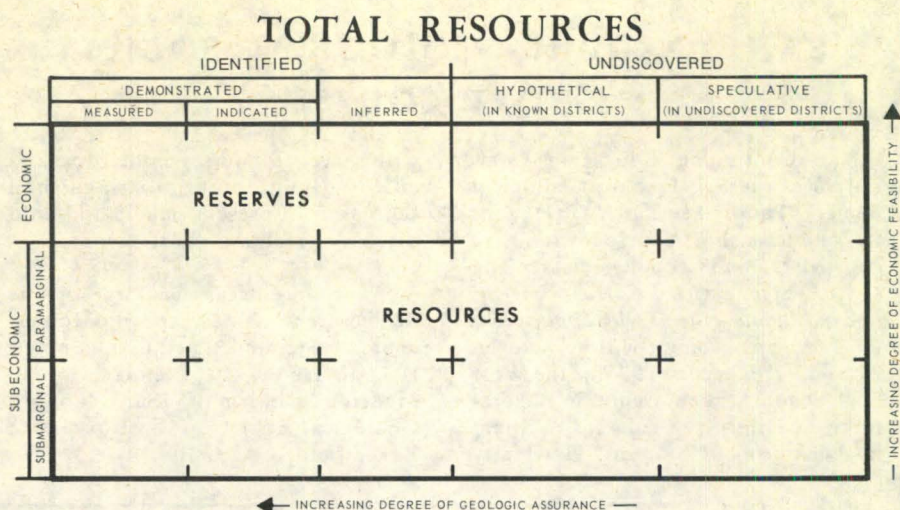 TOTAL RESOURCES
IDENTIFIED
UNDISCOVERED
DEMONSTRATED
MEASURED
INDICATED
INFERRED
HYPOTHETICAL
(IN KNOWN DISTRICTS)
SPECULATIVE
(IN UNDISCOVERED DISTRICTS)
ECONOMIC
RESERVES
SUBECONOMIC
PARAMARGINAL
RESOURCES
SUBMARGINAL
INCREASING DEGREE OF ECONOMIC FEASIBILITY
INCREASING DEGREE OF GEOLOGIC ASSURANCE